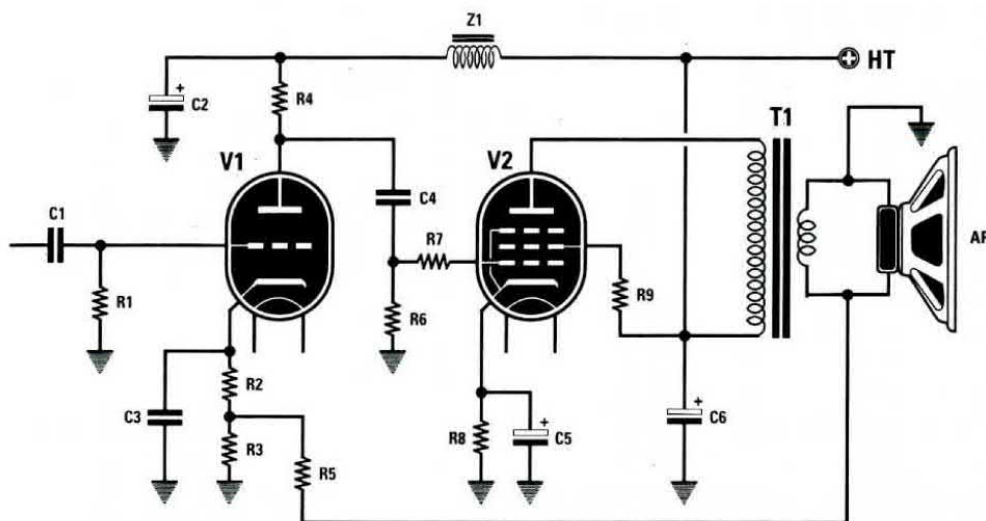 Z1
HT
C2
+
R4
T1
V1
V2
C4
C1
R7
AP
R9
R1
R6
R2
C3
+
C6
+
R8
C5
R3
R5